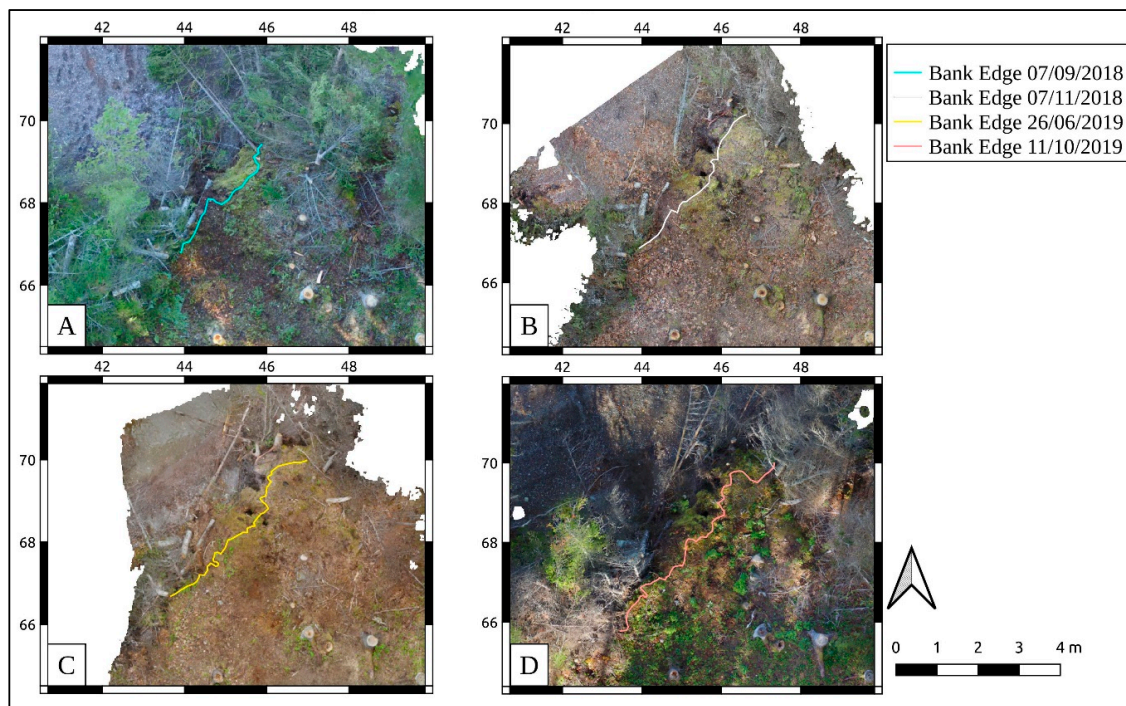 42 44 46 48
42 44 46 48
70
68
66
A
70
68
66
B
Bank Edge 07/09/2018
Bank Edge 07/11/2018
Bank Edge 26/06/2019
Bank Edge 11/10/2019
42 44 46 48
42 44 46 48
70
68
66
C
70
68
66
D
0 1 2 3 4 m